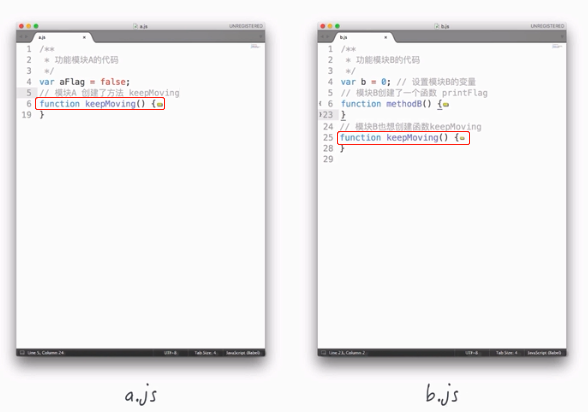 a.js
UNREGISTERED
a.js
1 /**
2 * 功能模块A的代码
3 */
4 var aFlag = false;
5 // 模块A 创建了方法 keepMoving
6 function keepMoving() {
19 }
Line 5, Column 24
UTF-8
Tab Size: 4
JavaScript (Babel)
a.js
b.js
UNREGISTERED
b.js
1 /**
2 * 功能模块B的代码
3 */
4 var b = 0; // 设置模块B的变量
5 // 模块B创建了一个函数 printFlag
6 function methodB() {
23 }
24 // 模块B也想创建函数keepMoving
25 function keepMoving() {
28 }
29
Line 23, Column 2
UTF-8
Tab Size: 4
JavaScript (Babel)
b.js